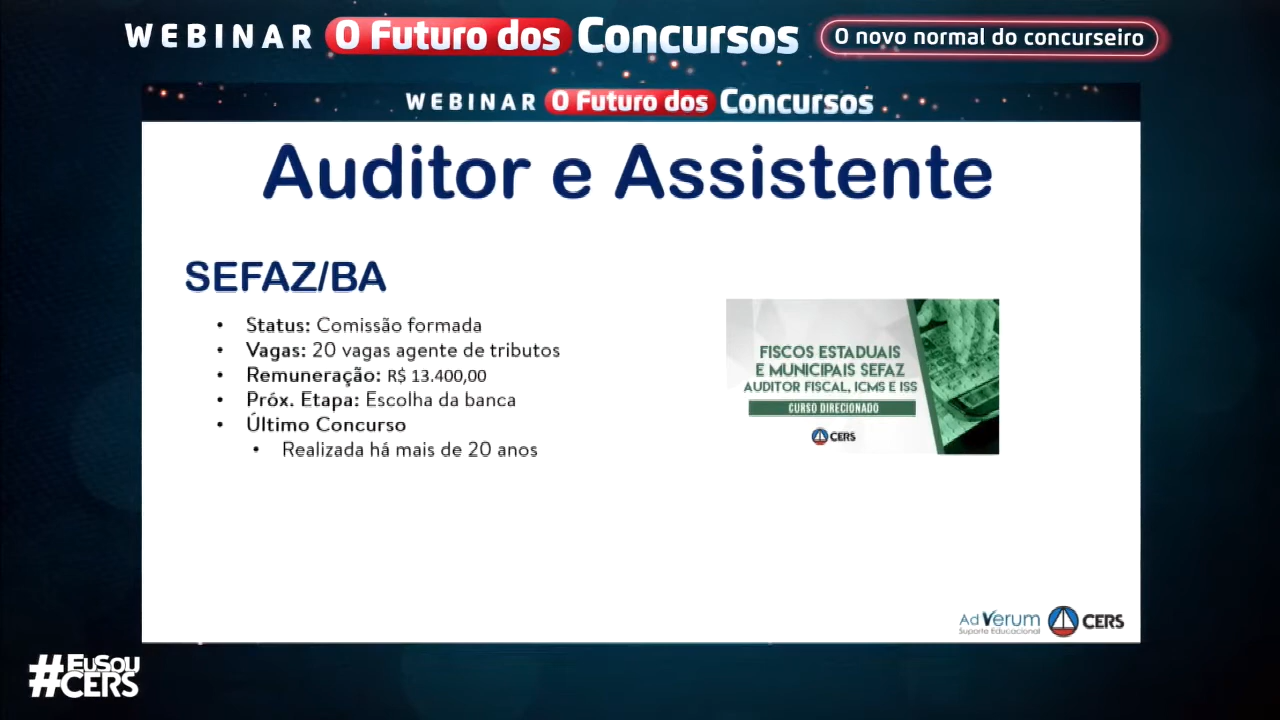 WEBINAR O Futuro dos Concursos O novo normal do concurseiro
WEBINAR O Futuro dos Concursos
Auditor e Assistente
SEFAZ/BA
• Status: Comissão formada
• Vagas: 20 vagas agente de tributos
• Remuneração: R$ 13.400,00
• Próx. Etapa: Escolha da banca
• Último Concurso
• Realizada há mais de 20 anos
FISCOS ESTADUAIS
E MUNICIPAIS SEFAZ
AUDITOR FISCAL, ICMS E ISS
CURSO DIRECIONADO
CERS
Ad Verum
Suporte Educacional
CERS
#EUSOU
CERS